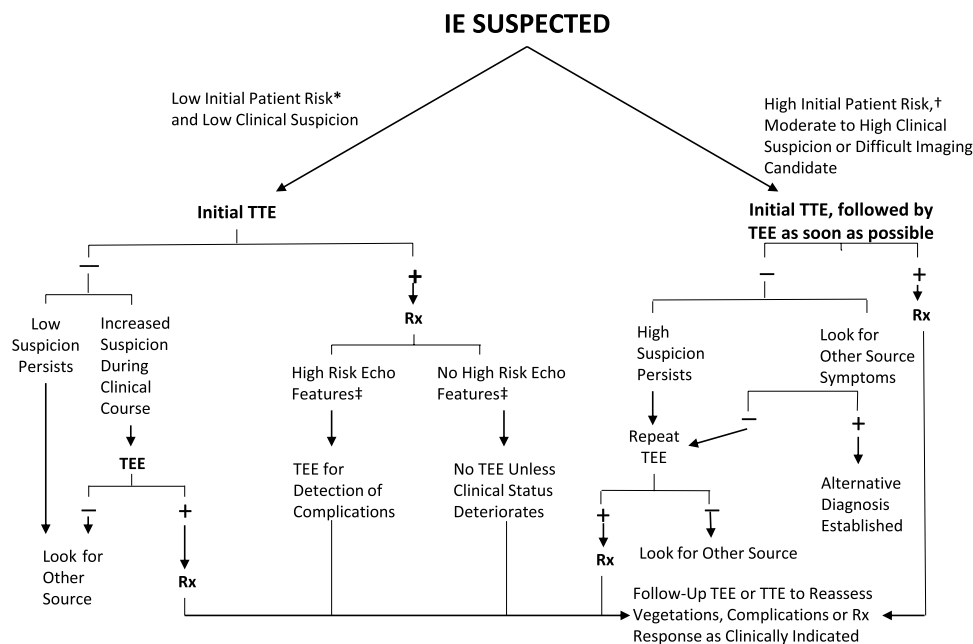 IE SUSPECTED
Low Initial Patient Risk*
and Low Clinical Suspicion
High Initial Patient Risk,†
Moderate to High Clinical
Suspicion or Difficult Imaging
Candidate
Initial TTE
Initial TTE, followed by
TEE as soon as possible
−
+
−
+
Rx
Rx
Low
Suspicion
Persists
Increased
Suspicion
During
Clinical
Course
High Risk Echo
Features‡
No High Risk Echo
Features‡
High
Suspicion
Persists
Look for
Other Source
Symptoms
−
+
TEE
TEE for
Detection of
Complications
No TEE Unless
Clinical Status
Deteriorates
Repeat
TEE
Alternative
Diagnosis
Established
−
+
+
−
Look for
Other
Source
Rx
Rx
Look for Other Source
Follow-Up TEE or TTE to Reassess
Vegetations, Complications or Rx
Response as Clinically Indicated